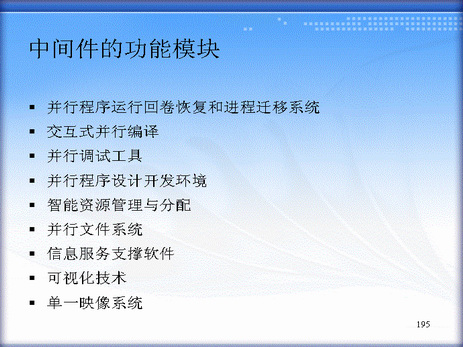 中间件的功能模块
▪ 并行程序运行回卷恢复和进程迁移系统
▪ 交互式并行编译
▪ 并行调试工具
▪ 并行程序设计开发环境
▪ 智能资源管理与分配
▪ 并行文件系统
▪ 信息服务支撑软件
▪ 可视化技术
▪ 单一映像系统
195